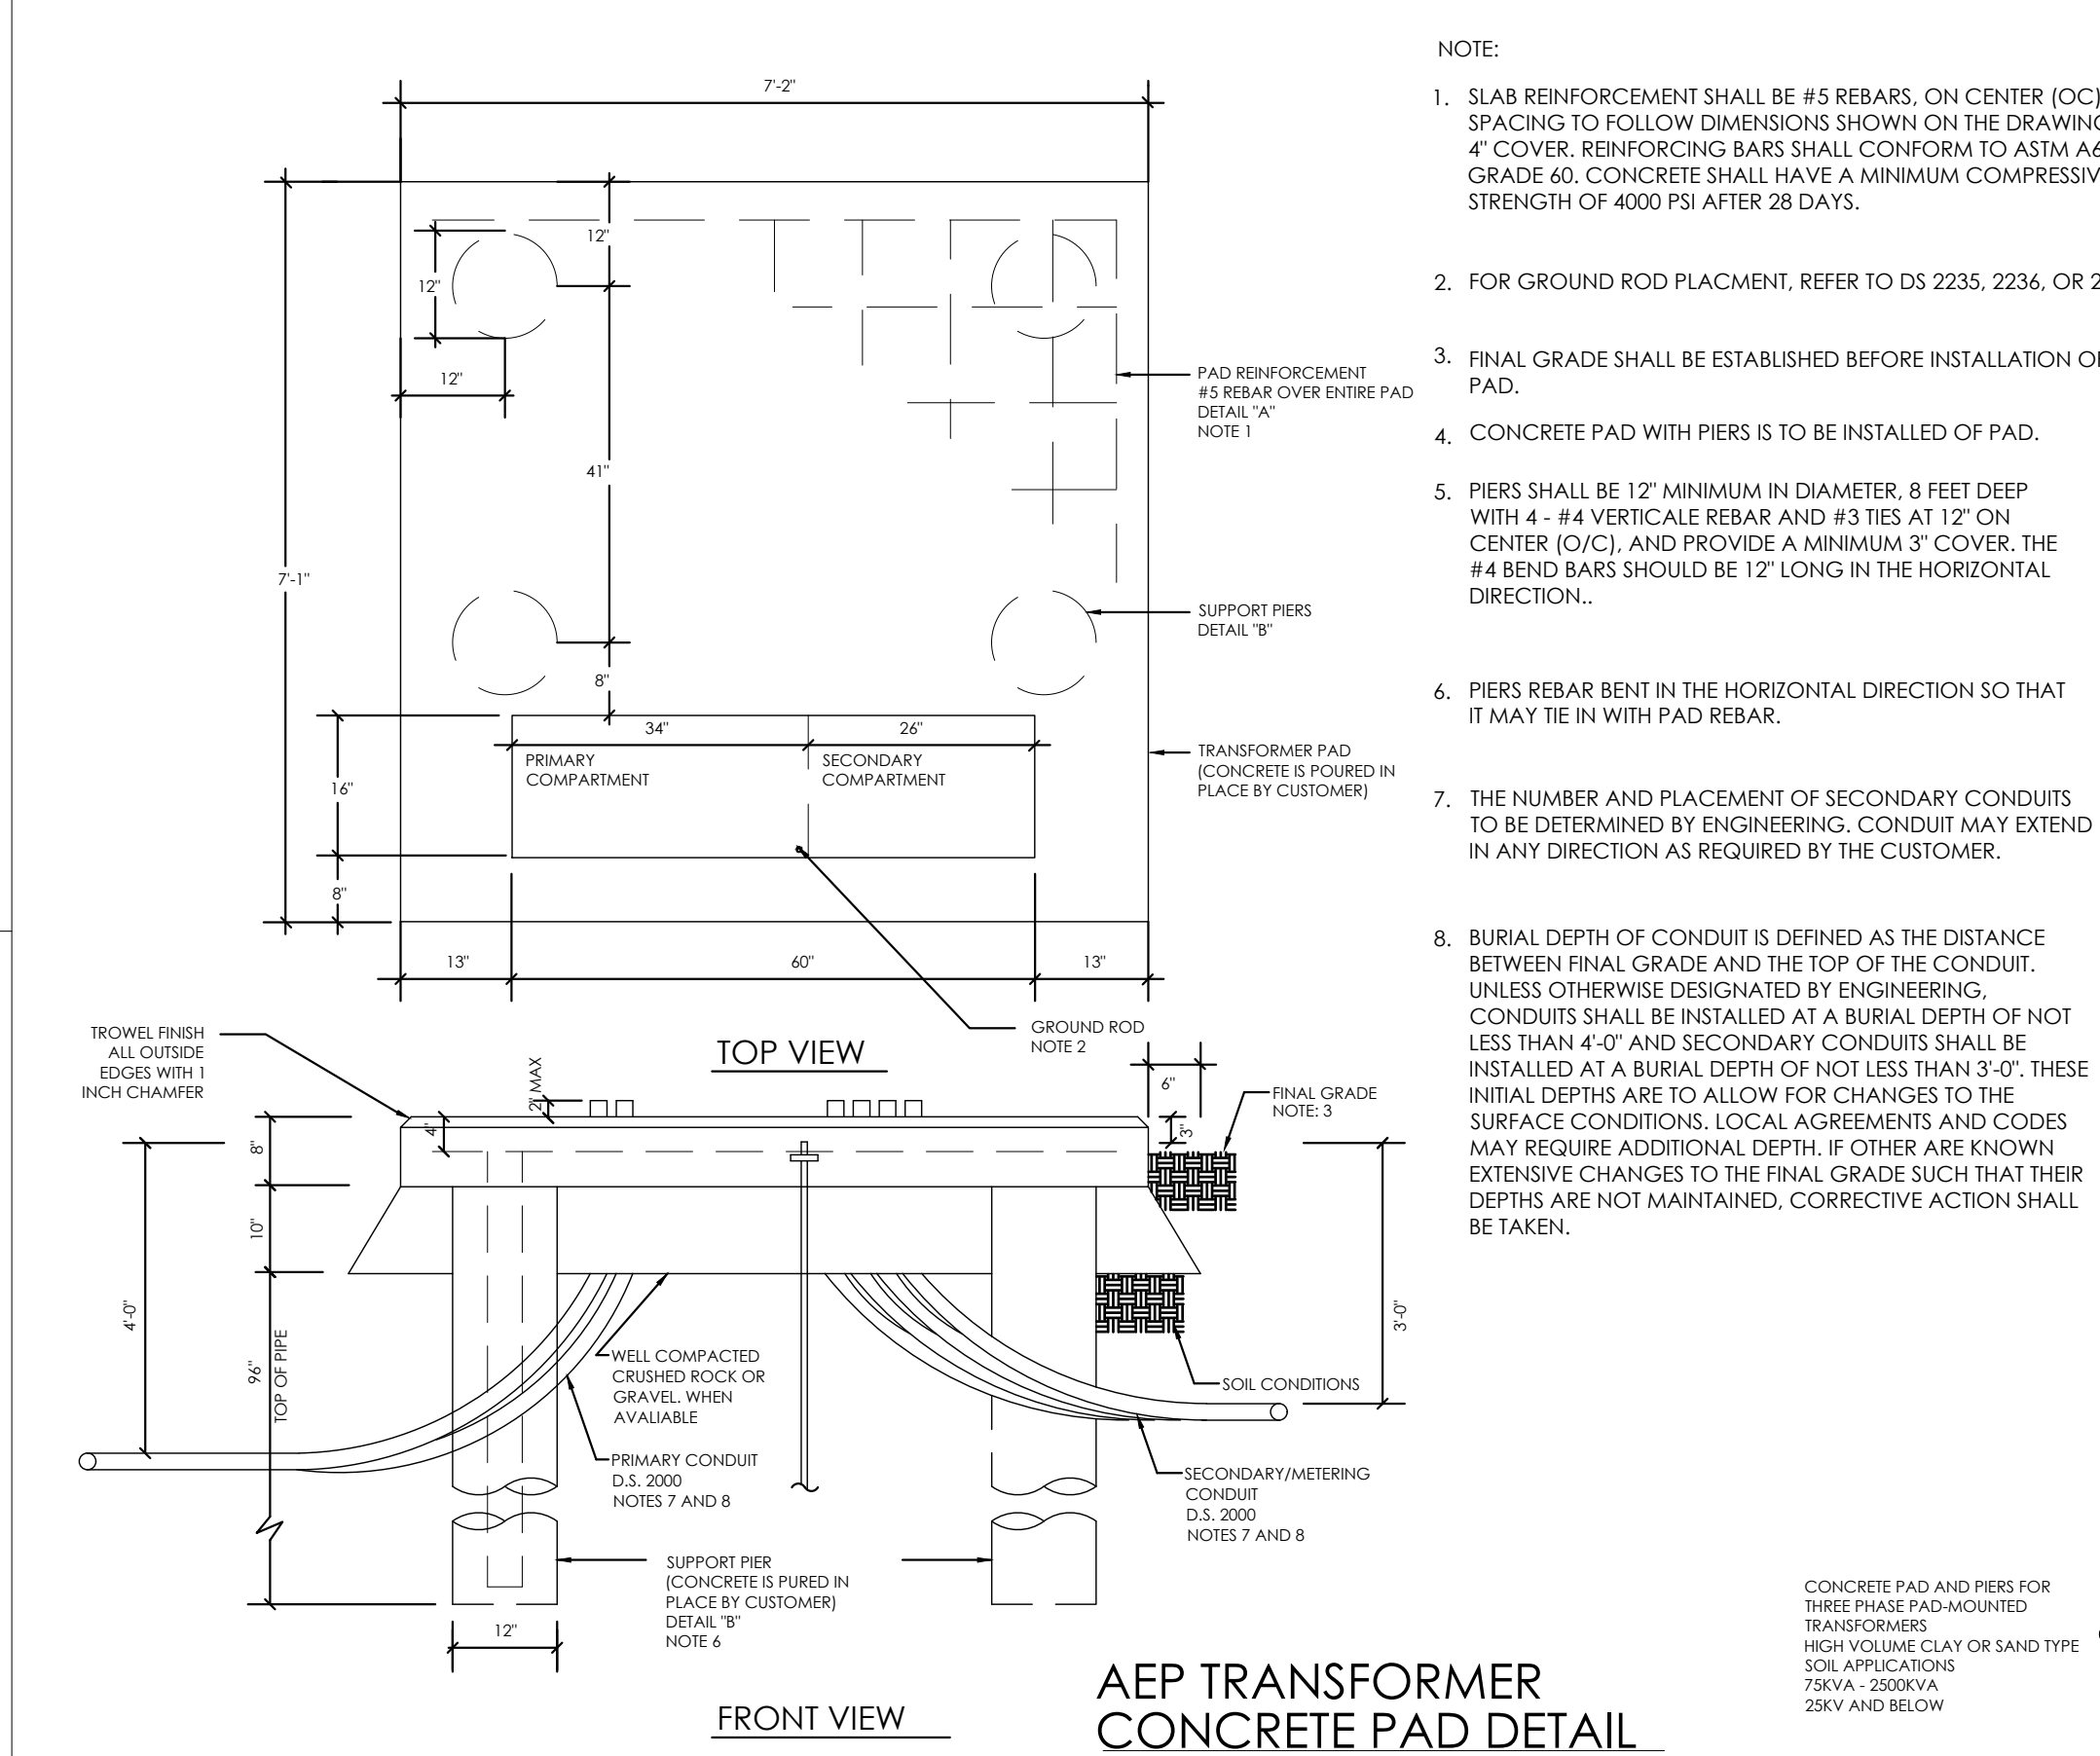 7'-2"
12"
12"
12"
41"
7'-1"
8"
34"
26"
PRIMARY
COMPARTMENT
SECONDARY
COMPARTMENT
16"
8"
13"
60"
13"
PAD REINFORCEMENT
#5 REBAR OVER ENTIRE PAD
DETAIL "A"
NOTE 1
SUPPORT PIERS
DETAIL "B"
TRANSFORMER PAD
(CONCRETE IS POURED IN
PLACE BY CUSTOMER)
GROUND ROD
NOTE 2
TOP VIEW
TROWEL FINISH
ALL OUTSIDE
EDGES WITH 1
INCH CHAMFER
2" MAX
4"
6"
3"
FINAL GRADE
NOTE: 3
8"
10"
4'-0"
96"
TOP OF PIPE
3'-0"
WELL COMPACTED
CRUSHED ROCK OR
GRAVEL. WHEN
AVALIABLE
PRIMARY CONDUIT
D.S. 2000
NOTES 7 AND 8
SOIL CONDITIONS
SECONDARY/METERING
CONDUIT
D.S. 2000
NOTES 7 AND 8
SUPPORT PIER
(CONCRETE IS PURED IN
PLACE BY CUSTOMER)
DETAIL "B"
NOTE 6
12"
FRONT VIEW
NOTE:
1. SLAB REINFORCEMENT SHALL BE #5 REBARS, ON CENTER (OC)
SPACING TO FOLLOW DIMENSIONS SHOWN ON THE DRAWING
4" COVER. REINFORCING BARS SHALL CONFORM TO ASTM
GRADE 60. CONCRETE SHALL HAVE A MINIMUM
STRENGTH OF 4000 PSI AFTER 28 DAYS.
2. FOR GROUND ROD PLACMENT, REFER TO DS 2235, 2236, OR
3. FINAL GRADE SHALL BE ESTABLISHED BEFORE INSTALLATION OF
PAD.
4. CONCRETE PAD WITH PIERS IS TO BE INSTALLED OF PAD.
5. PIERS SHALL BE 12" MINIMUM IN DIAMETER, 8 FEET DEEP
WITH 4 - #4 VERTICALE REBAR AND #3 TIES AT 12" ON
CENTER (O/C), AND PROVIDE A MINIMUM 3" COVER. THE
#4 BEND BARS SHOULD BE 12" LONG IN THE HORIZONTAL
DIRECTION..
6. PIERS REBAR BENT IN THE HORIZONTAL DIRECTION SO THAT
IT MAY TIE IN WITH PAD REBAR.
7. THE NUMBER AND PLACEMENT OF SECONDARY CONDUITS
TO BE DETERMINED BY ENGINEERING. CONDUIT MAY EXTEND
IN ANY DIRECTION AS REQUIRED BY THE CUSTOMER.
8. BURIAL DEPTH OF CONDUIT IS DEFINED AS THE DISTANCE
BETWEEN FINAL GRADE AND THE TOP OF THE CONDUIT.
UNLESS OTHERWISE DESIGNATED BY ENGINEERING,
CONDUITS SHALL BE INSTALLED AT A BURIAL DEPTH OF NOT
LESS THAN 4'-0" AND SECONDARY CONDUITS SHALL BE
INSTALLED AT A BURIAL DEPTH OF NOT LESS THAN 3'-0". THESE
INITIAL DEPTHS ARE TO ALLOW FOR CHANGES TO THE
SURFACE CONDITIONS. LOCAL AGREEMENTS AND CODES
MAY REQUIRE ADDITIONAL DEPTH. IF OTHER ARE KNOWN
EXTENSIVE CHANGES TO THE FINAL GRADE SUCH THAT THEIR
DEPTHS ARE NOT MAINTAINED, CORRECTIVE ACTION SHALL
BE TAKEN.
CONCRETE PAD AND PIERS FOR
THREE PHASE PAD-MOUNTED
TRANSFORMERS
HIGH VOLUME CLAY OR SAND TYPE
SOIL APPLICATIONS
75KVA - 2500KVA
25KV AND BELOW
AEP TRANSFORMER
CONCRETE PAD DETAIL